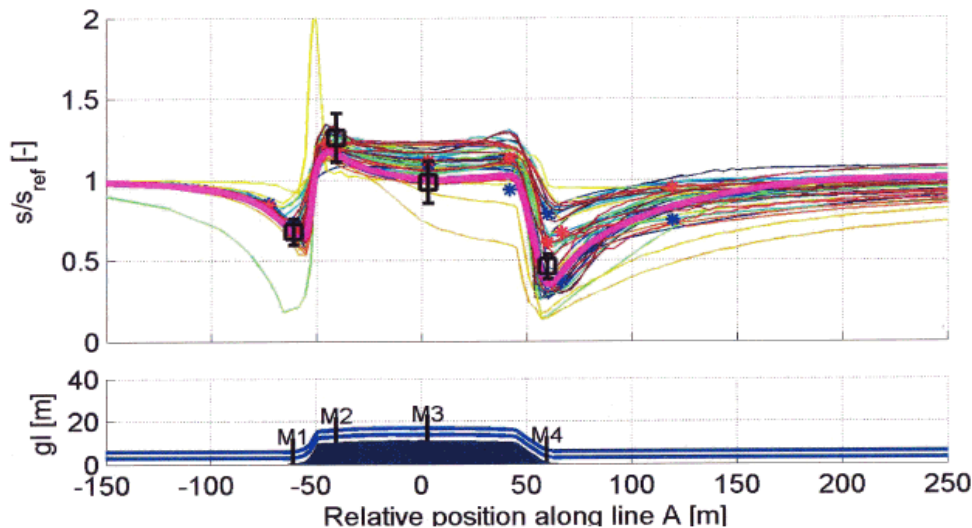 2
1.5
1
0.5
0
s/s_ref [-]
40
20
0
gl [m]
M1
M2
M3
M4
-150 -100 -50 0 50 100 150 200 250
Relative position along line A [m]